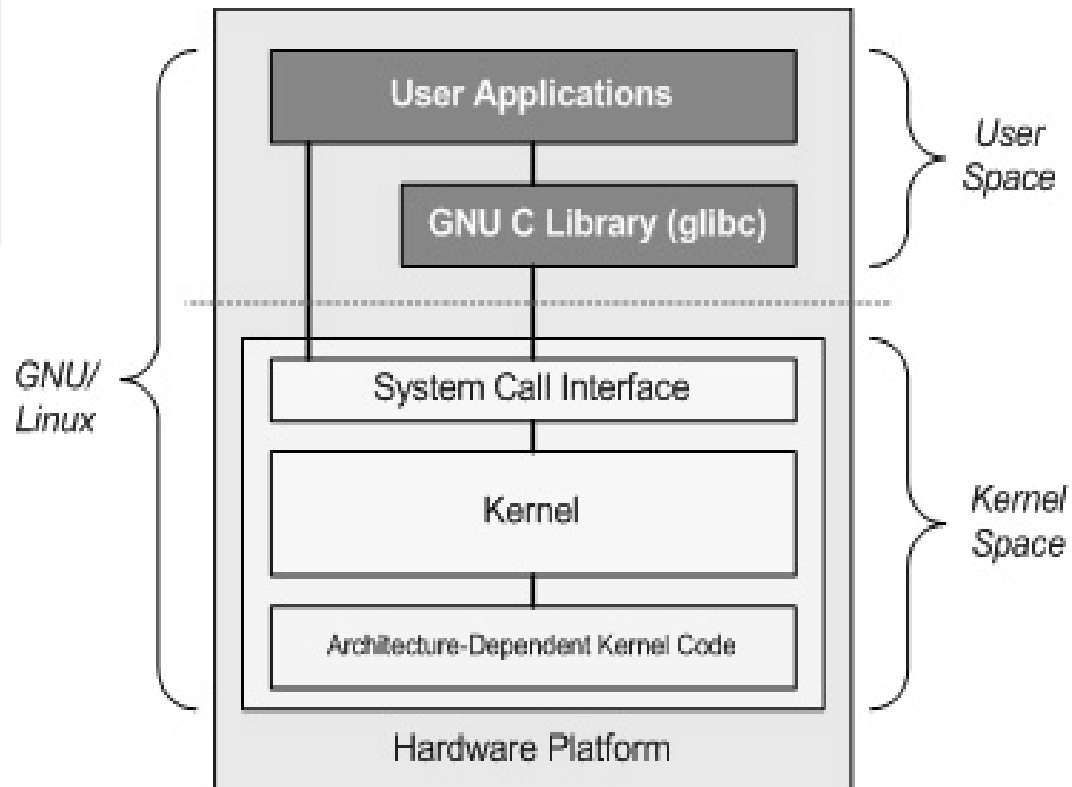 User Applications
User
Space
GNU C Library (glibc)
GNU/
Linux
System Call Interface
Kernel
Kernel
Space
Architecture-Dependent Kernel Code
Hardware Platform